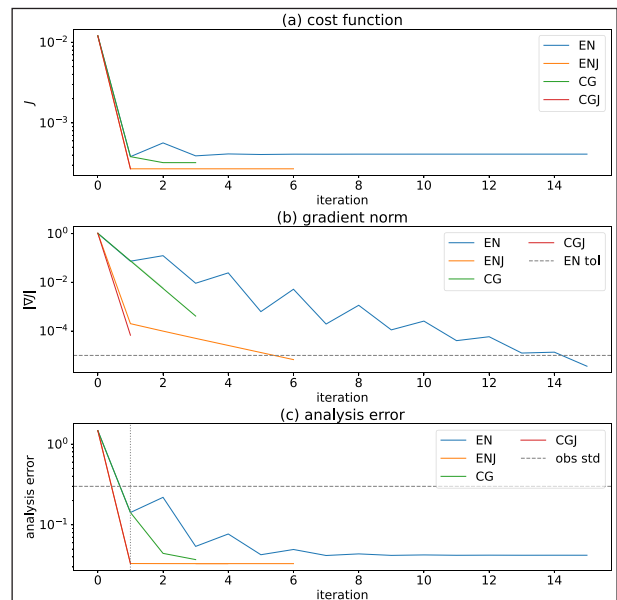 (a) cost function
10⁻²
10⁻³
J
EN
ENJ
CG
CGJ
0 2 4 6 8 10 12 14
iteration
(b) gradient norm
10⁰
10⁻²
10⁻⁴
|∇J|
EN
ENJ
CG
CGJ
EN tol
0 2 4 6 8 10 12 14
iteration
(c) analysis error
10⁰
10⁻¹
analysis error
EN
ENJ
CG
CGJ
obs std
0 2 4 6 8 10 12 14
iteration